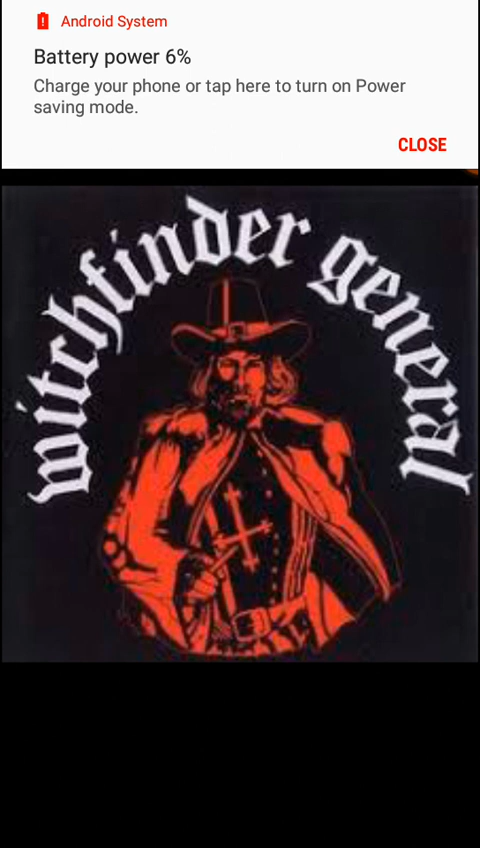 Android System
Battery power 6%
Charge your phone or tap here to turn on Power
saving mode.
CLOSE
witchfinder general